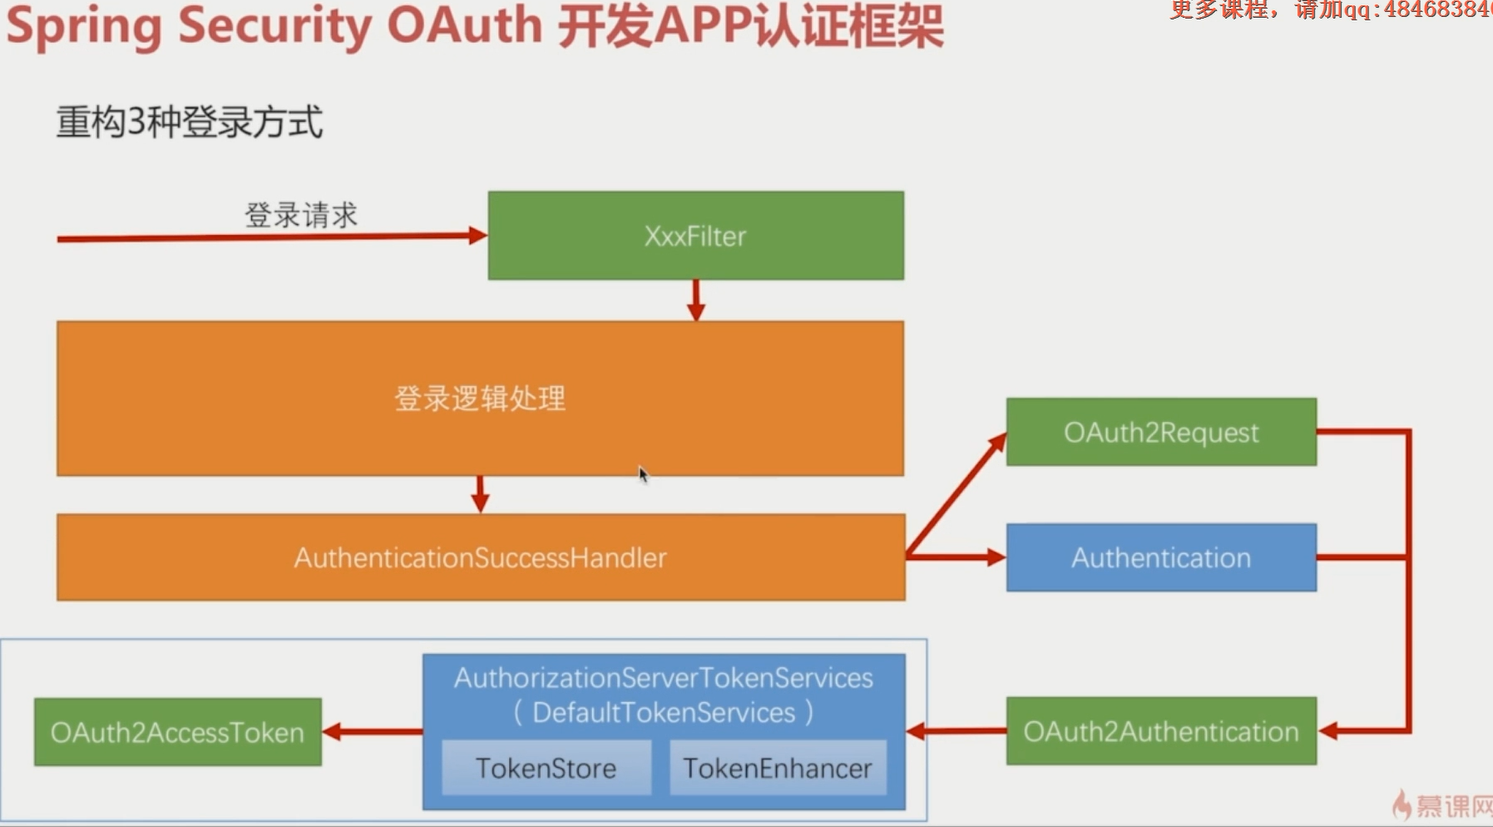 Spring Security OAuth 开发APP认证框架
更多课程，请加qq:48468384
重构3种登录方式
登录请求
XxxFilter
登录逻辑处理
OAuth2Request
AuthenticationSuccessHandler
Authentication
AuthorizationServerTokenServices
（ DefaultTokenServices ）
OAuth2AccessToken
OAuth2Authentication
TokenStore
TokenEnhancer
慕课网